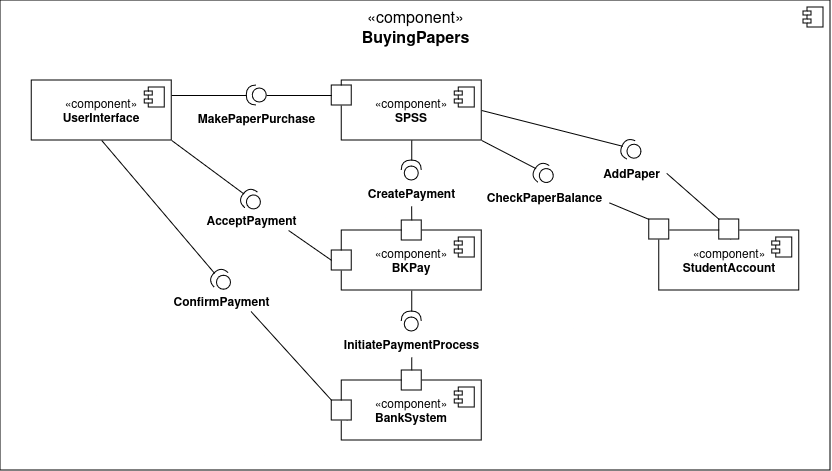 «component»
BuyingPapers
«component»
UserInterface
MakePaperPurchase
«component»
SPSS
AddPaper
CreatePayment
CheckPaperBalance
AcceptPayment
«component»
BKPay
«component»
StudentAccount
ConfirmPayment
InitiatePaymentProcess
«component»
BankSystem